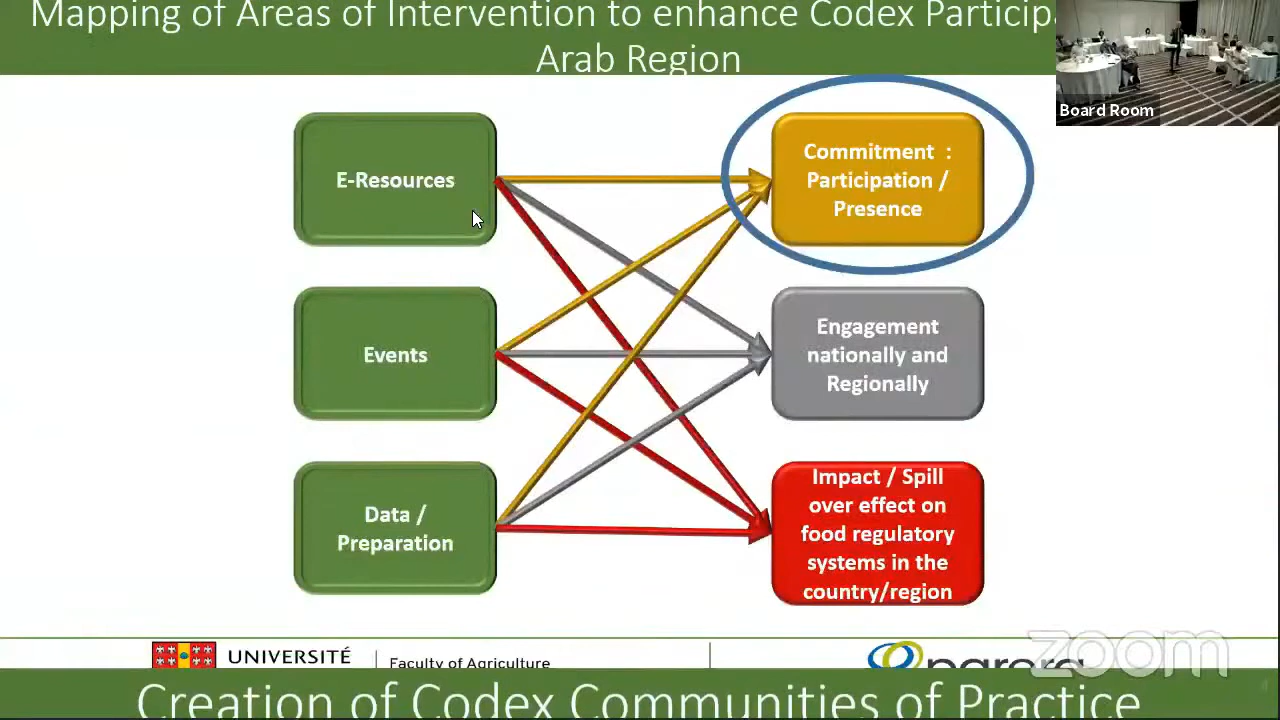 Mapping of Areas of Intervention to enhance Codex
Arab Region
Board Room
E-Resources
Commitment :
Participation /
Presence
Events
Engagement
nationally and
Regionally
Data /
Preparation
Impact / Spill
over effect on
food regulatory
systems in the
country/region
UNIVERSITÉ
Faculty of Agriculture
parera
zoom
Creation of Codex Communities of Practice